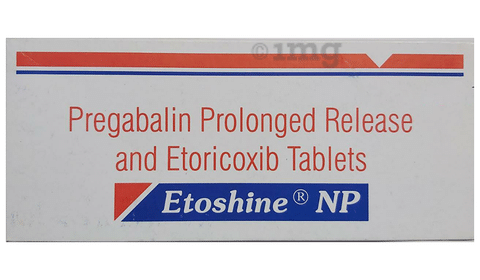 © 1mg
Pregabalin Prolonged Release
and Etoricoxib Tablets
Etoshine® NP